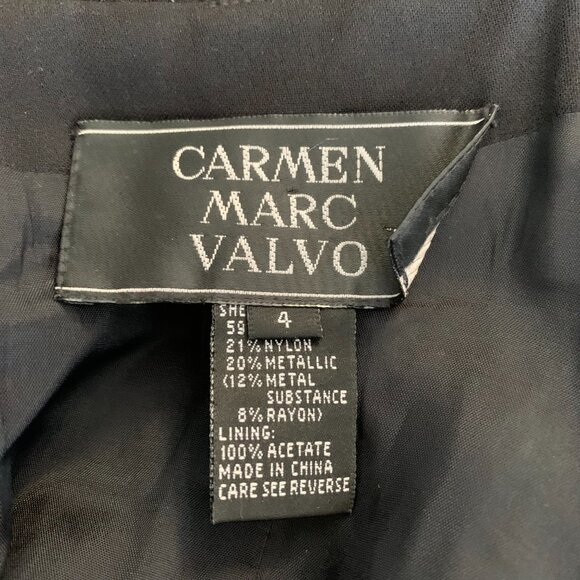 CARMEN
MARC
VALVO
4
SHE
59
21% NYLON
20% METALLIC
(12% METAL
SUBSTANCE
8% RAYON)
LINING:
100% ACETATE
MADE IN CHINA
CARE SEE REVERSE